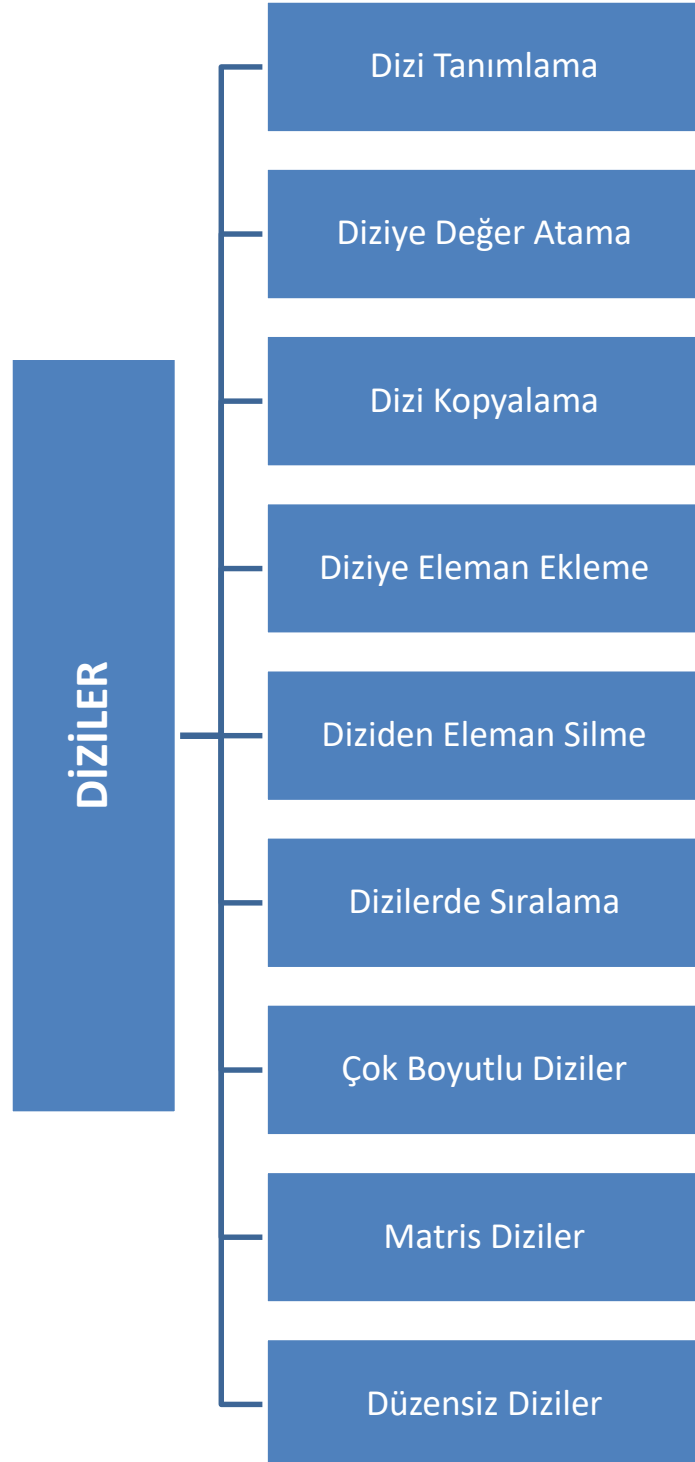 DİZİLER
Dizi Tanımlama
Diziye Değer Atama
Dizi Kopyalama
Diziye Eleman Ekleme
Diziden Eleman Silme
Dizilerde Sıralama
Çok Boyutlu Diziler
Matris Diziler
Düzensiz Diziler